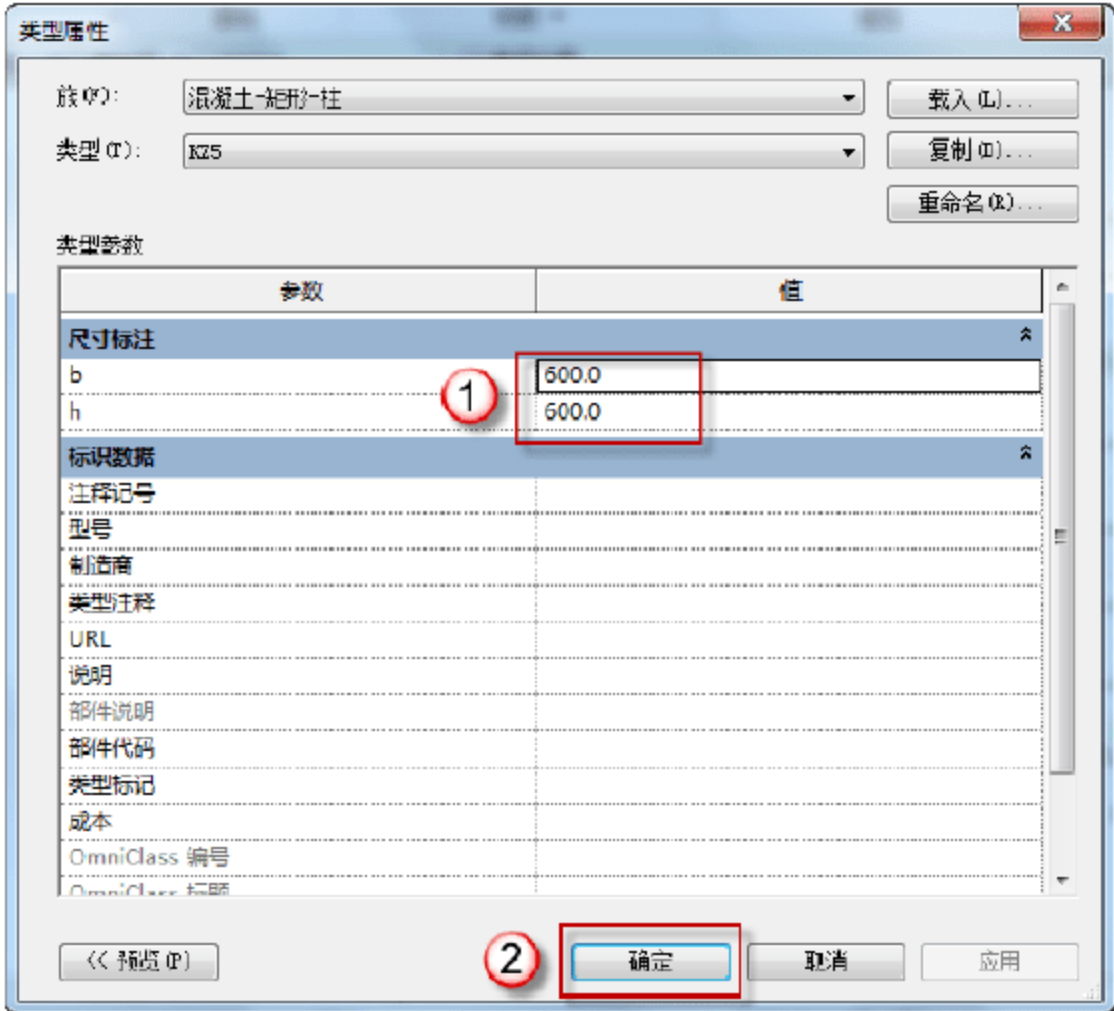 类型属性
族(F): 混凝土-矩形-柱 载入(L)...
类型(T): KZ5 复制(D)...
重命名(R)...
类型参数
参数 值
尺寸标注
b 600.0
1
h 600.0
标识数据
注释记号
型号
制造商
类型注释
URL
说明
部件说明
部件代码
类型标记
成本
OmniClass 编号
OmniClass 标题
<< 预览(P) 2 确定 取消 应用